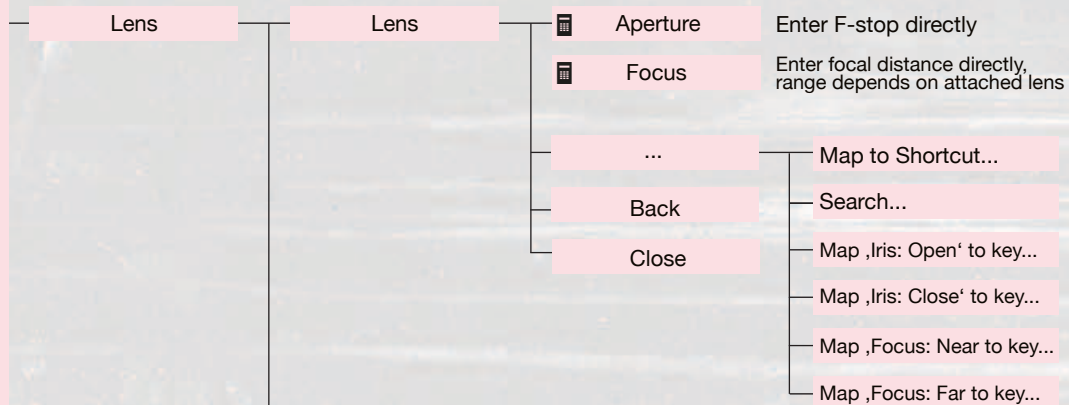 Lens
Lens
Aperture
Enter F-stop directly
Focus
Enter focal distance directly,
range depends on attached lens
...
Map to Shortcut...
Back
Search...
Close
Map ‚Iris: Open‘ to key...
Map ‚Iris: Close‘ to key...
Map ‚Focus: Near to key...
Map ‚Focus: Far to key...